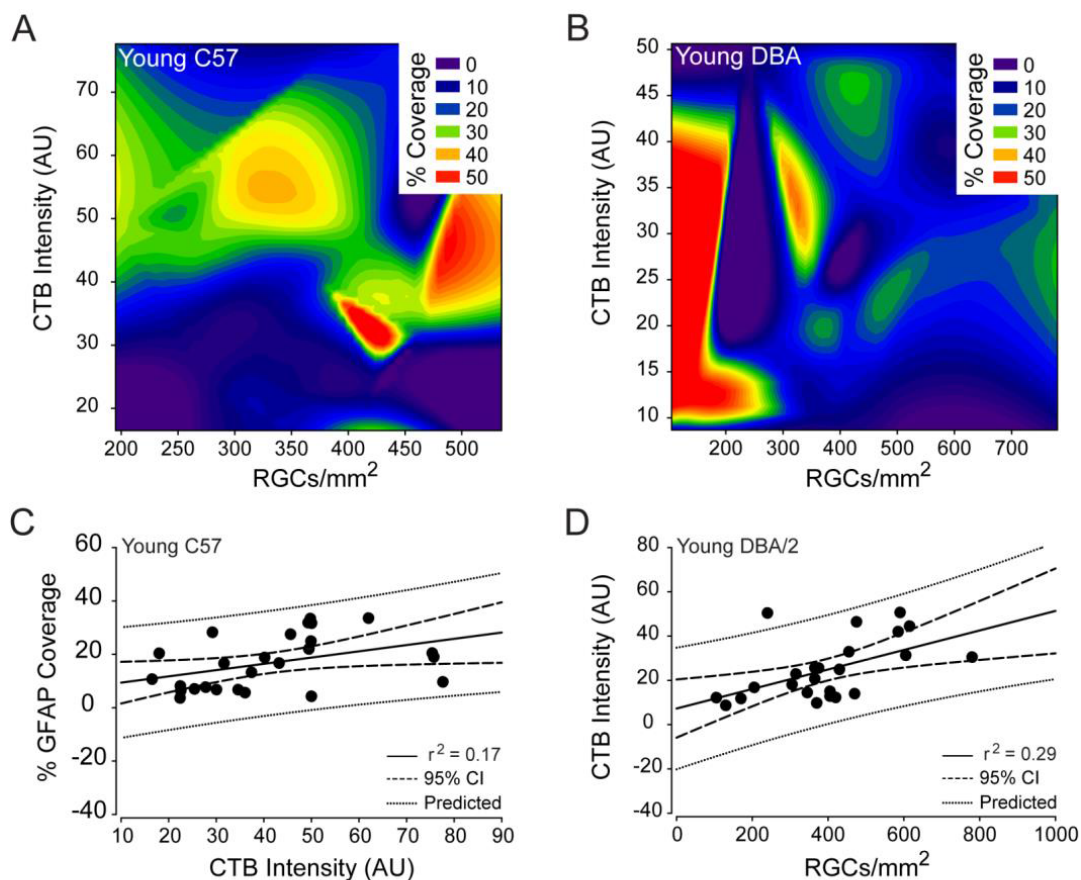 A
Young C57
% Coverage
0
10
20
30
40
50
CTB Intensity (AU)
70
60
50
40
30
20
200 250 300 350 400 450 500
RGCs/mm²
B
Young DBA
% Coverage
0
10
20
30
40
50
CTB Intensity (AU)
50
45
40
35
30
25
20
15
10
200 300 400 500 600 700
RGCs/mm²
C
Young C57
% GFAP Coverage
60
40
20
0
-20
-40
r² = 0.17
95% CI
Predicted
10 20 30 40 50 60 70 80 90
CTB Intensity (AU)
D
Young DBA/2
CTB Intensity (AU)
80
60
40
20
0
-20
-40
r² = 0.29
95% CI
Predicted
0 200 400 600 800 1000
RGCs/mm²